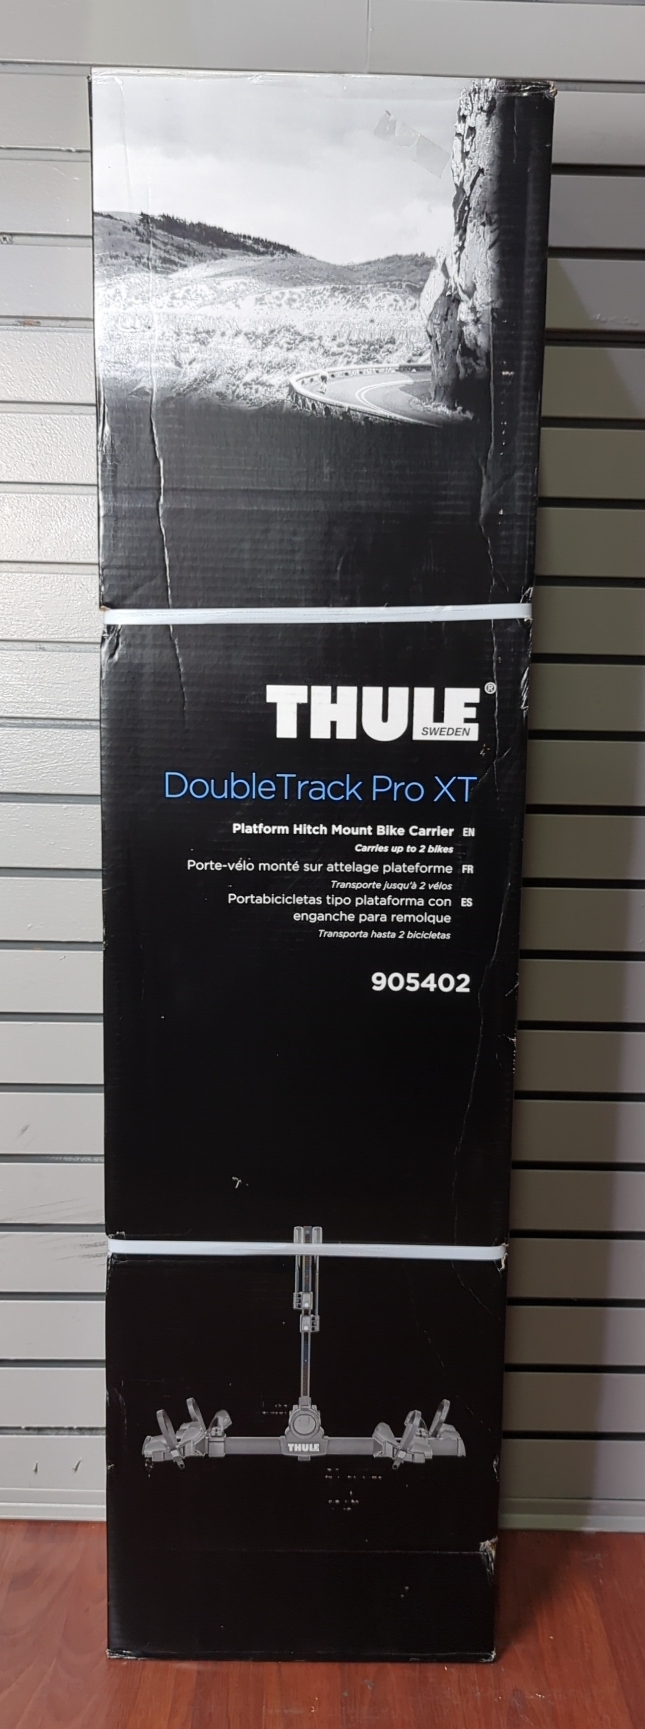 THULE®
SWEDEN
DoubleTrack Pro XT
Platform Hitch Mount Bike Carrier EN
Carries up to 2 bikes
Porte-vélo monté sur attelage plateforme FR
Transporte jusqu'à 2 vélos
Portabicicletas tipo plataforma con ES
enganche para remolque
Transporta hasta 2 bicicletas
905402
THULE